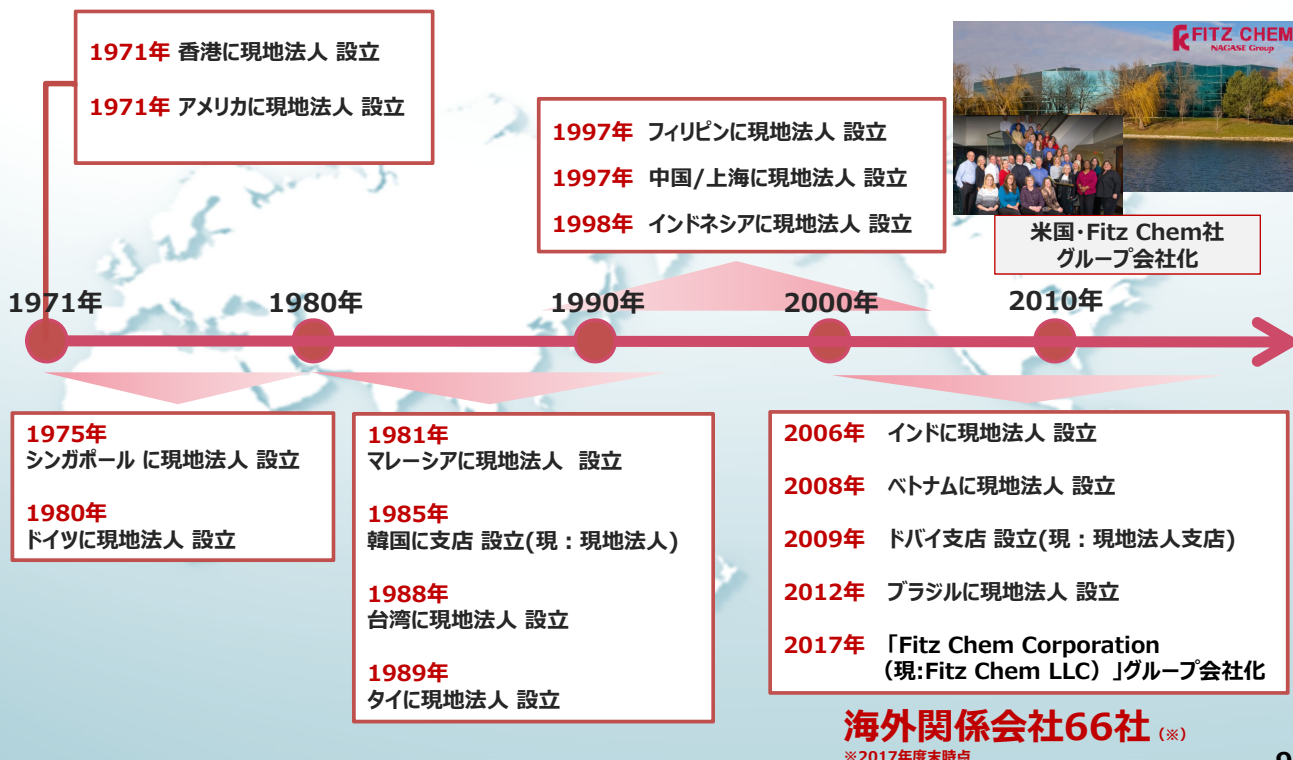 1971年 香港に現地法人 設立
1971年 アメリカに現地法人 設立
FITZ CHEM
NAGASE Group
1997年 フィリピンに現地法人 設立
1997年 中国/上海に現地法人 設立
1998年 インドネシアに現地法人 設立
米国・Fitz Chem社
グループ会社化
1971年
1980年
1990年
2000年
2010年
1975年
シンガポール に現地法人 設立
1980年
ドイツに現地法人 設立
1981年
マレーシアに現地法人 設立
1985年
韓国に支店 設立(現：現地法人)
1988年
台湾に現地法人 設立
1989年
タイに現地法人 設立
2006年 インドに現地法人 設立
2008年 ベトナムに現地法人 設立
2009年 ドバイ支店 設立(現：現地法人支店)
2012年 ブラジルに現地法人 設立
2017年 「Fitz Chem Corporation
（現:Fitz Chem LLC）」グループ会社化
海外関係会社66社（※）
※2017年度末時点
9